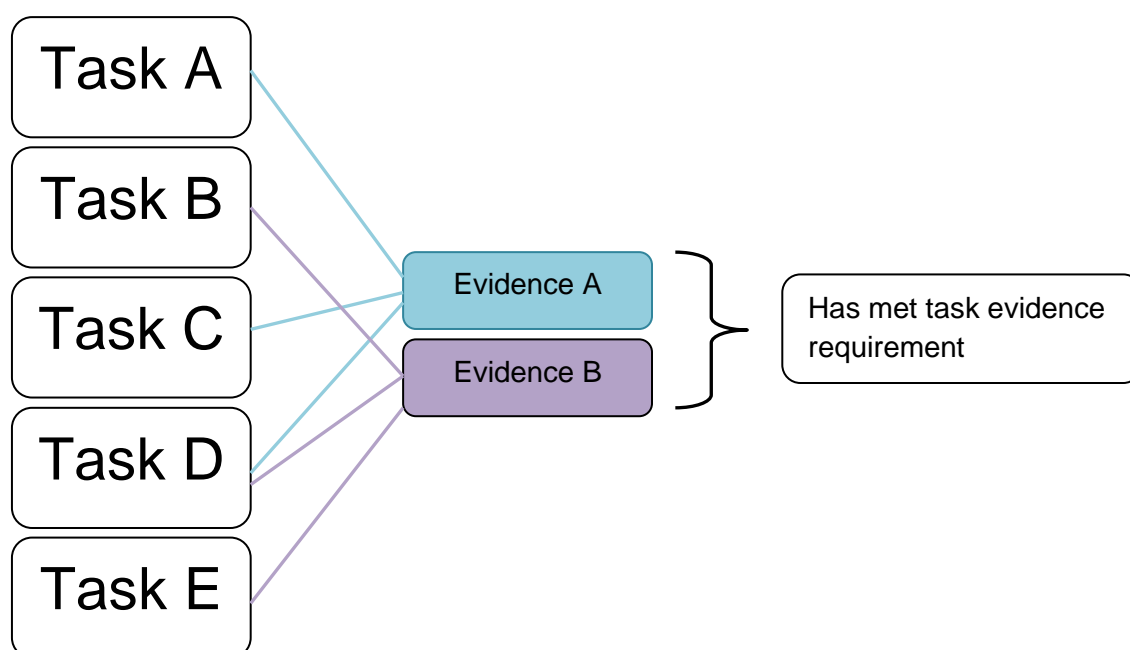 Task A
Task B
Task C
Task D
Task E
Evidence A
Evidence B
Has met task evidence
requirement